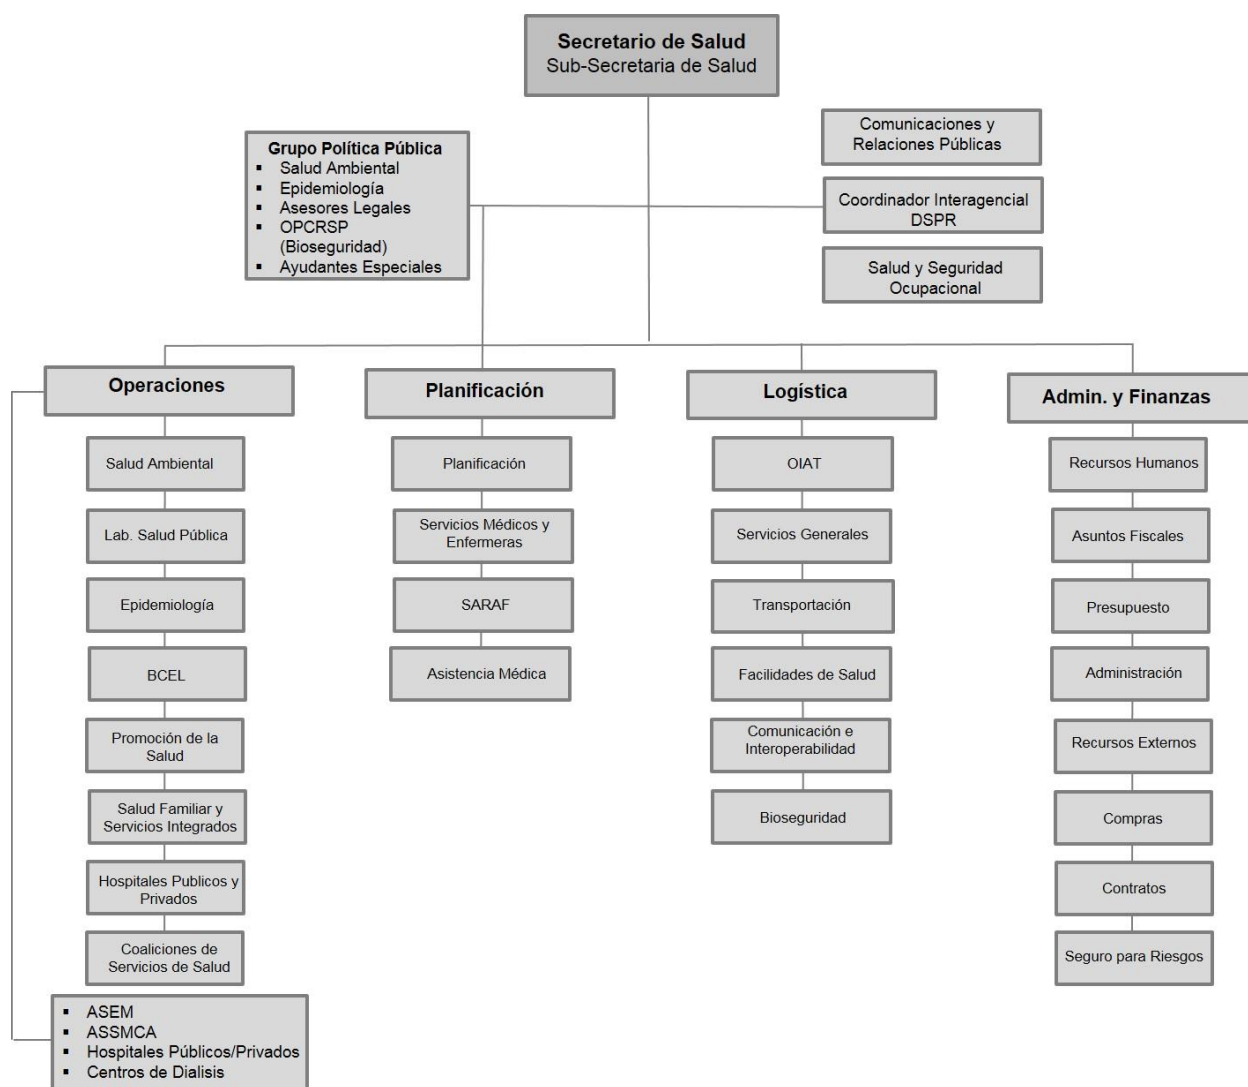 Secretario de Salud
Sub-Secretaria de Salud
Grupo Política Pública
▪ Salud Ambiental
▪ Epidemiología
▪ Asesores Legales
▪ OPCRSP
(Bioseguridad)
▪ Ayudantes Especiales
Comunicaciones y
Relaciones Públicas
Coordinador Interagencial
DSPR
Salud y Seguridad
Ocupacional
Operaciones
Salud Ambiental
Lab. Salud Pública
Epidemiología
BCEL
Promoción de la
Salud
Salud Familiar y
Servicios Integrados
Hospitales Publicos y
Privados
Coaliciones de
Servicios de Salud
▪ ASEM
▪ ASSMCA
▪ Hospitales Públicos/Privados
▪ Centros de Dialisis
Planificación
Planificación
Servicios Médicos y
Enfermeras
SARAF
Asistencia Médica
Logística
OIAT
Servicios Generales
Transportación
Facilidades de Salud
Comunicación e
Interoperabilidad
Bioseguridad
Admin. y Finanzas
Recursos Humanos
Asuntos Fiscales
Presupuesto
Administración
Recursos Externos
Compras
Contratos
Seguro para Riesgos